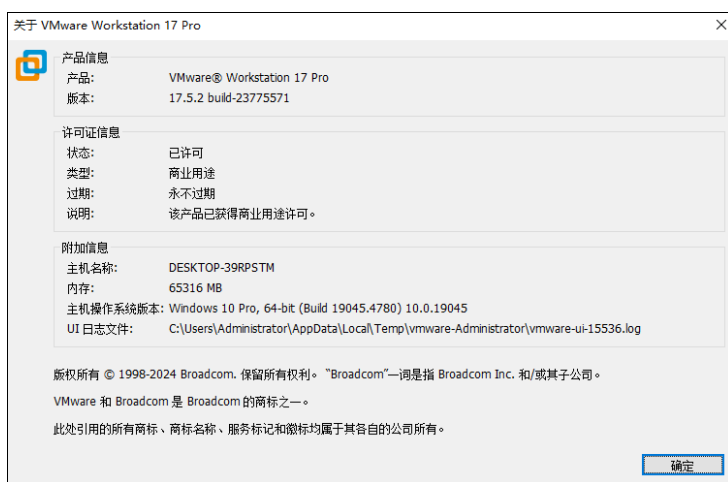 关于 VMware Workstation 17 Pro
产品信息
产品: VMware® Workstation 17 Pro
版本: 17.5.2 build-23775571
许可证信息
状态: 已许可
类型: 商业用途
过期: 永不过期
说明: 该产品已获得商业用途许可。
附加信息
主机名称: DESKTOP-39RPSTM
内存: 65316 MB
主机操作系统版本: Windows 10 Pro, 64-bit (Build 19045.4780) 10.0.19045
UI 日志文件: C:\Users\Administrator\AppData\Local\Temp\vmware-Administrator\vmware-ui-15536.log
版权所有 © 1998-2024 Broadcom. 保留所有权利。 “Broadcom”一词是指 Broadcom Inc. 和/或其子公司。
VMware 和 Broadcom 是 Broadcom 的商标之一。
此处引用的所有商标、商标名称、服务标记和徽标均属于其各自的公司所有。
确定